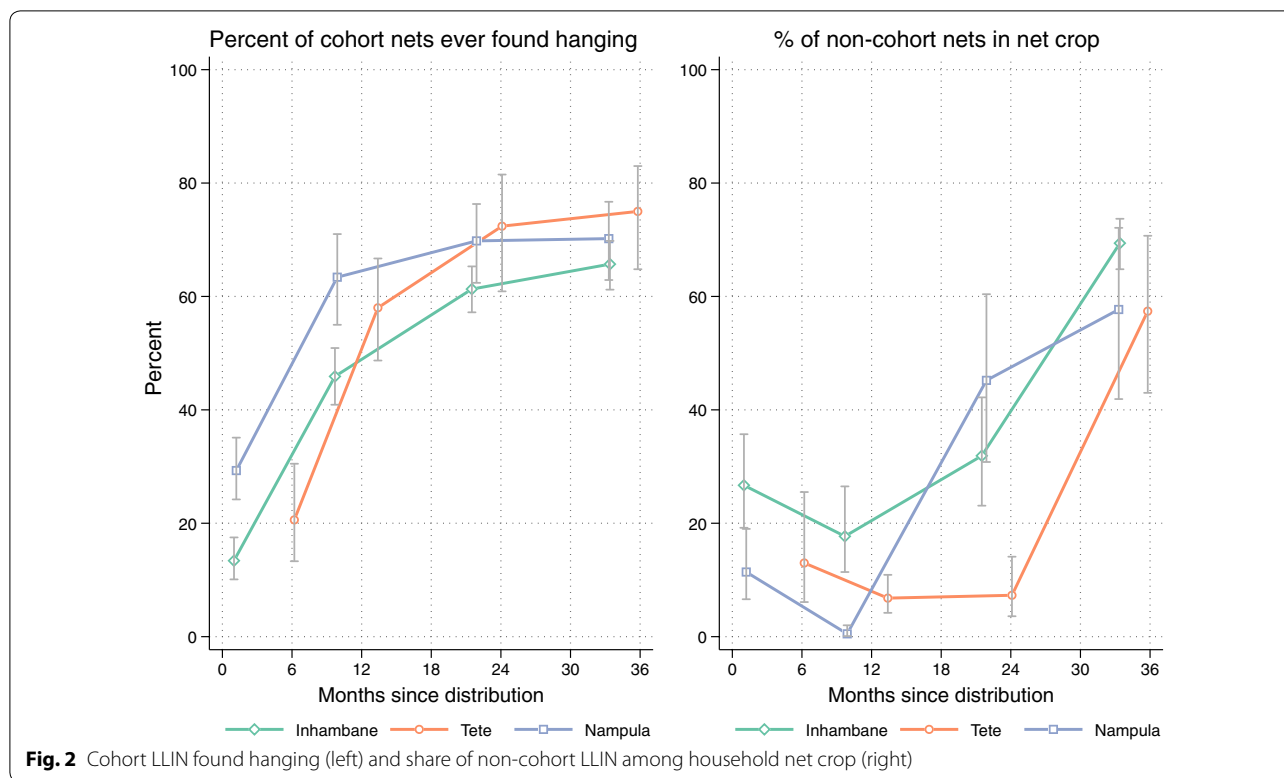 Percent of cohort nets ever found hanging
% of non-cohort nets in net crop
Percent
100
80
60
40
20
0
0 6 12 18 24 30 36
Months since distribution
Inhambane Tete Nampula
100
80
60
40
20
0
0 6 12 18 24 30 36
Months since distribution
Inhambane Tete Nampula
Fig. 2 Cohort LLIN found hanging (left) and share of non-cohort LLIN among household net crop (right)